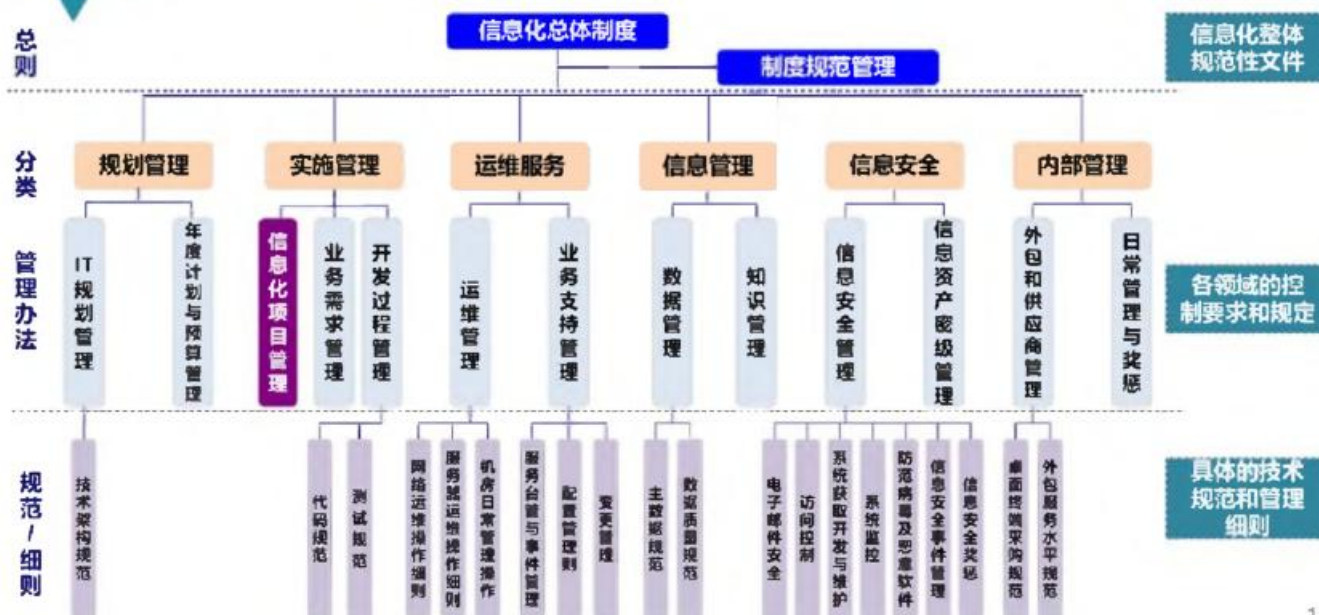 总则
信息化总体制度
制度规范管理
信息化整体
规范性文件
分类
规划管理
实施管理
运维服务
信息管理
信息安全
内部管理
管理办法
IT规划管理
年度计划与预算管理
信息化项目管理
业务需求管理
开发过程管理
运维管理
业务支持管理
数据管理
知识管理
信息安全管理
信息资产密级管理
外包和供应商管理
日常管理与奖惩
各领域的控
制要求和规定
规范/细则
技术架构规范
代码规范
测试规范
网络运维操作细则
服务器运维操作细则
机房日常管理操作
服务台管与事件管理
配置管理则
变更管理
主数据规范
数据质量规范
电子邮件安全
访问控制
系统获取开发与维护
系统监控
防范病毒及恶意软件
信息安全事件管理
信息安全奖惩
桌面终端采购规范
外包服务水平规范
具体的技术
规范和管理
细则
1